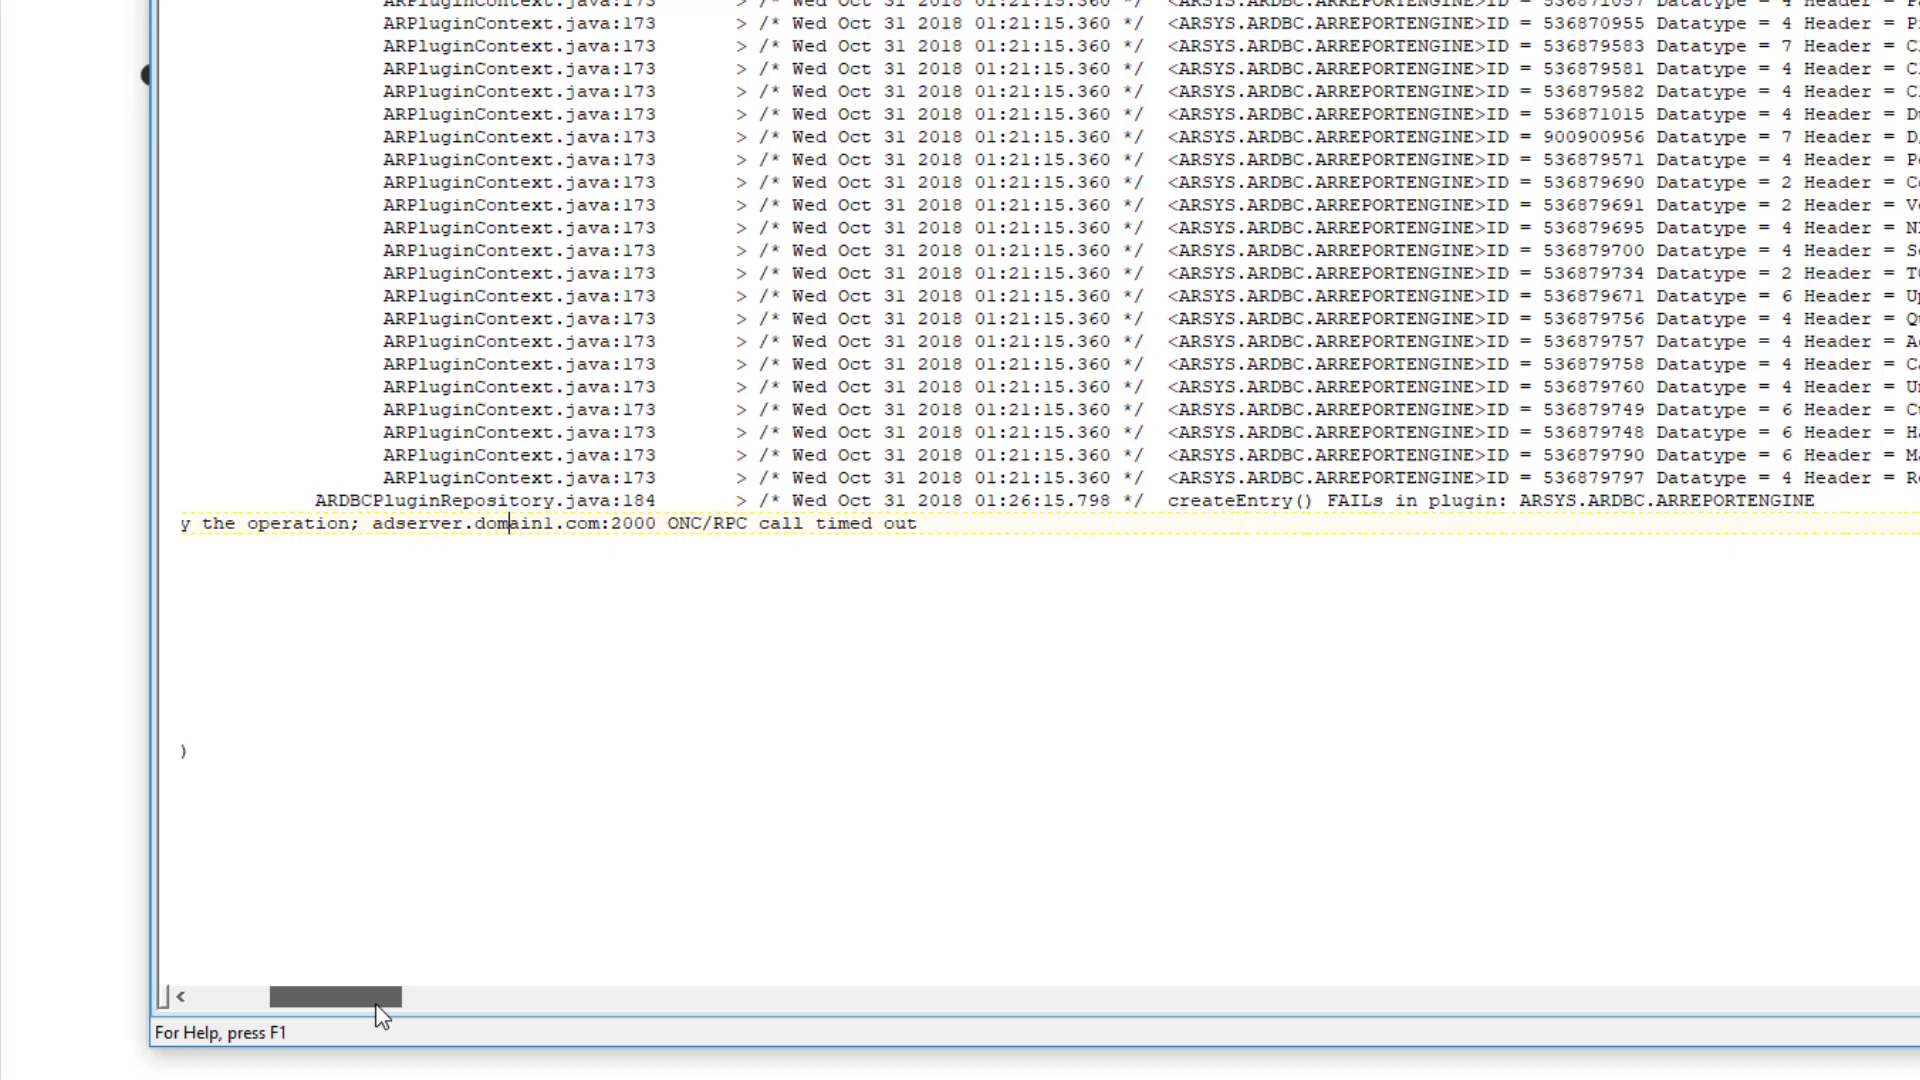 ARPluginContext.java:173 > /* Wed Oct 31 2018 01:21:15.360 */ <ARSYS.ARDBC.ARREPORTENGINE>ID = 536871057 Datatype = 4 Header =
ARPluginContext.java:173 > /* Wed Oct 31 2018 01:21:15.360 */ <ARSYS.ARDBC.ARREPORTENGINE>ID = 536870955 Datatype = 4 Header = P
ARPluginContext.java:173 > /* Wed Oct 31 2018 01:21:15.360 */ <ARSYS.ARDBC.ARREPORTENGINE>ID = 536879583 Datatype = 7 Header = C
ARPluginContext.java:173 > /* Wed Oct 31 2018 01:21:15.360 */ <ARSYS.ARDBC.ARREPORTENGINE>ID = 536879581 Datatype = 4 Header = C
ARPluginContext.java:173 > /* Wed Oct 31 2018 01:21:15.360 */ <ARSYS.ARDBC.ARREPORTENGINE>ID = 536879582 Datatype = 4 Header = C
ARPluginContext.java:173 > /* Wed Oct 31 2018 01:21:15.360 */ <ARSYS.ARDBC.ARREPORTENGINE>ID = 536871015 Datatype = 4 Header = D
ARPluginContext.java:173 > /* Wed Oct 31 2018 01:21:15.360 */ <ARSYS.ARDBC.ARREPORTENGINE>ID = 900900956 Datatype = 7 Header = D
ARPluginContext.java:173 > /* Wed Oct 31 2018 01:21:15.360 */ <ARSYS.ARDBC.ARREPORTENGINE>ID = 536879571 Datatype = 4 Header = P
ARPluginContext.java:173 > /* Wed Oct 31 2018 01:21:15.360 */ <ARSYS.ARDBC.ARREPORTENGINE>ID = 536879690 Datatype = 2 Header = C
ARPluginContext.java:173 > /* Wed Oct 31 2018 01:21:15.360 */ <ARSYS.ARDBC.ARREPORTENGINE>ID = 536879691 Datatype = 2 Header = V
ARPluginContext.java:173 > /* Wed Oct 31 2018 01:21:15.360 */ <ARSYS.ARDBC.ARREPORTENGINE>ID = 536879695 Datatype = 4 Header = N
ARPluginContext.java:173 > /* Wed Oct 31 2018 01:21:15.360 */ <ARSYS.ARDBC.ARREPORTENGINE>ID = 536879700 Datatype = 4 Header = S
ARPluginContext.java:173 > /* Wed Oct 31 2018 01:21:15.360 */ <ARSYS.ARDBC.ARREPORTENGINE>ID = 536879734 Datatype = 2 Header = T
ARPluginContext.java:173 > /* Wed Oct 31 2018 01:21:15.360 */ <ARSYS.ARDBC.ARREPORTENGINE>ID = 536879671 Datatype = 6 Header = U
ARPluginContext.java:173 > /* Wed Oct 31 2018 01:21:15.360 */ <ARSYS.ARDBC.ARREPORTENGINE>ID = 536879756 Datatype = 4 Header = Q
ARPluginContext.java:173 > /* Wed Oct 31 2018 01:21:15.360 */ <ARSYS.ARDBC.ARREPORTENGINE>ID = 536879757 Datatype = 4 Header = A
ARPluginContext.java:173 > /* Wed Oct 31 2018 01:21:15.360 */ <ARSYS.ARDBC.ARREPORTENGINE>ID = 536879758 Datatype = 4 Header = C
ARPluginContext.java:173 > /* Wed Oct 31 2018 01:21:15.360 */ <ARSYS.ARDBC.ARREPORTENGINE>ID = 536879760 Datatype = 4 Header = U
ARPluginContext.java:173 > /* Wed Oct 31 2018 01:21:15.360 */ <ARSYS.ARDBC.ARREPORTENGINE>ID = 536879749 Datatype = 6 Header = C
ARPluginContext.java:173 > /* Wed Oct 31 2018 01:21:15.360 */ <ARSYS.ARDBC.ARREPORTENGINE>ID = 536879748 Datatype = 6 Header = H
ARPluginContext.java:173 > /* Wed Oct 31 2018 01:21:15.360 */ <ARSYS.ARDBC.ARREPORTENGINE>ID = 536879790 Datatype = 6 Header = M
ARPluginContext.java:173 > /* Wed Oct 31 2018 01:21:15.360 */ <ARSYS.ARDBC.ARREPORTENGINE>ID = 536879797 Datatype = 4 Header = R
ARDBCPluginRepository.java:184 > /* Wed Oct 31 2018 01:26:15.798 */ createEntry() FAILs in plugin: ARSYS.ARDBC.ARREPORTENGINE
y the operation; adserver.domain1.com:2000 ONC/RPC call timed out
)
For Help, press F1